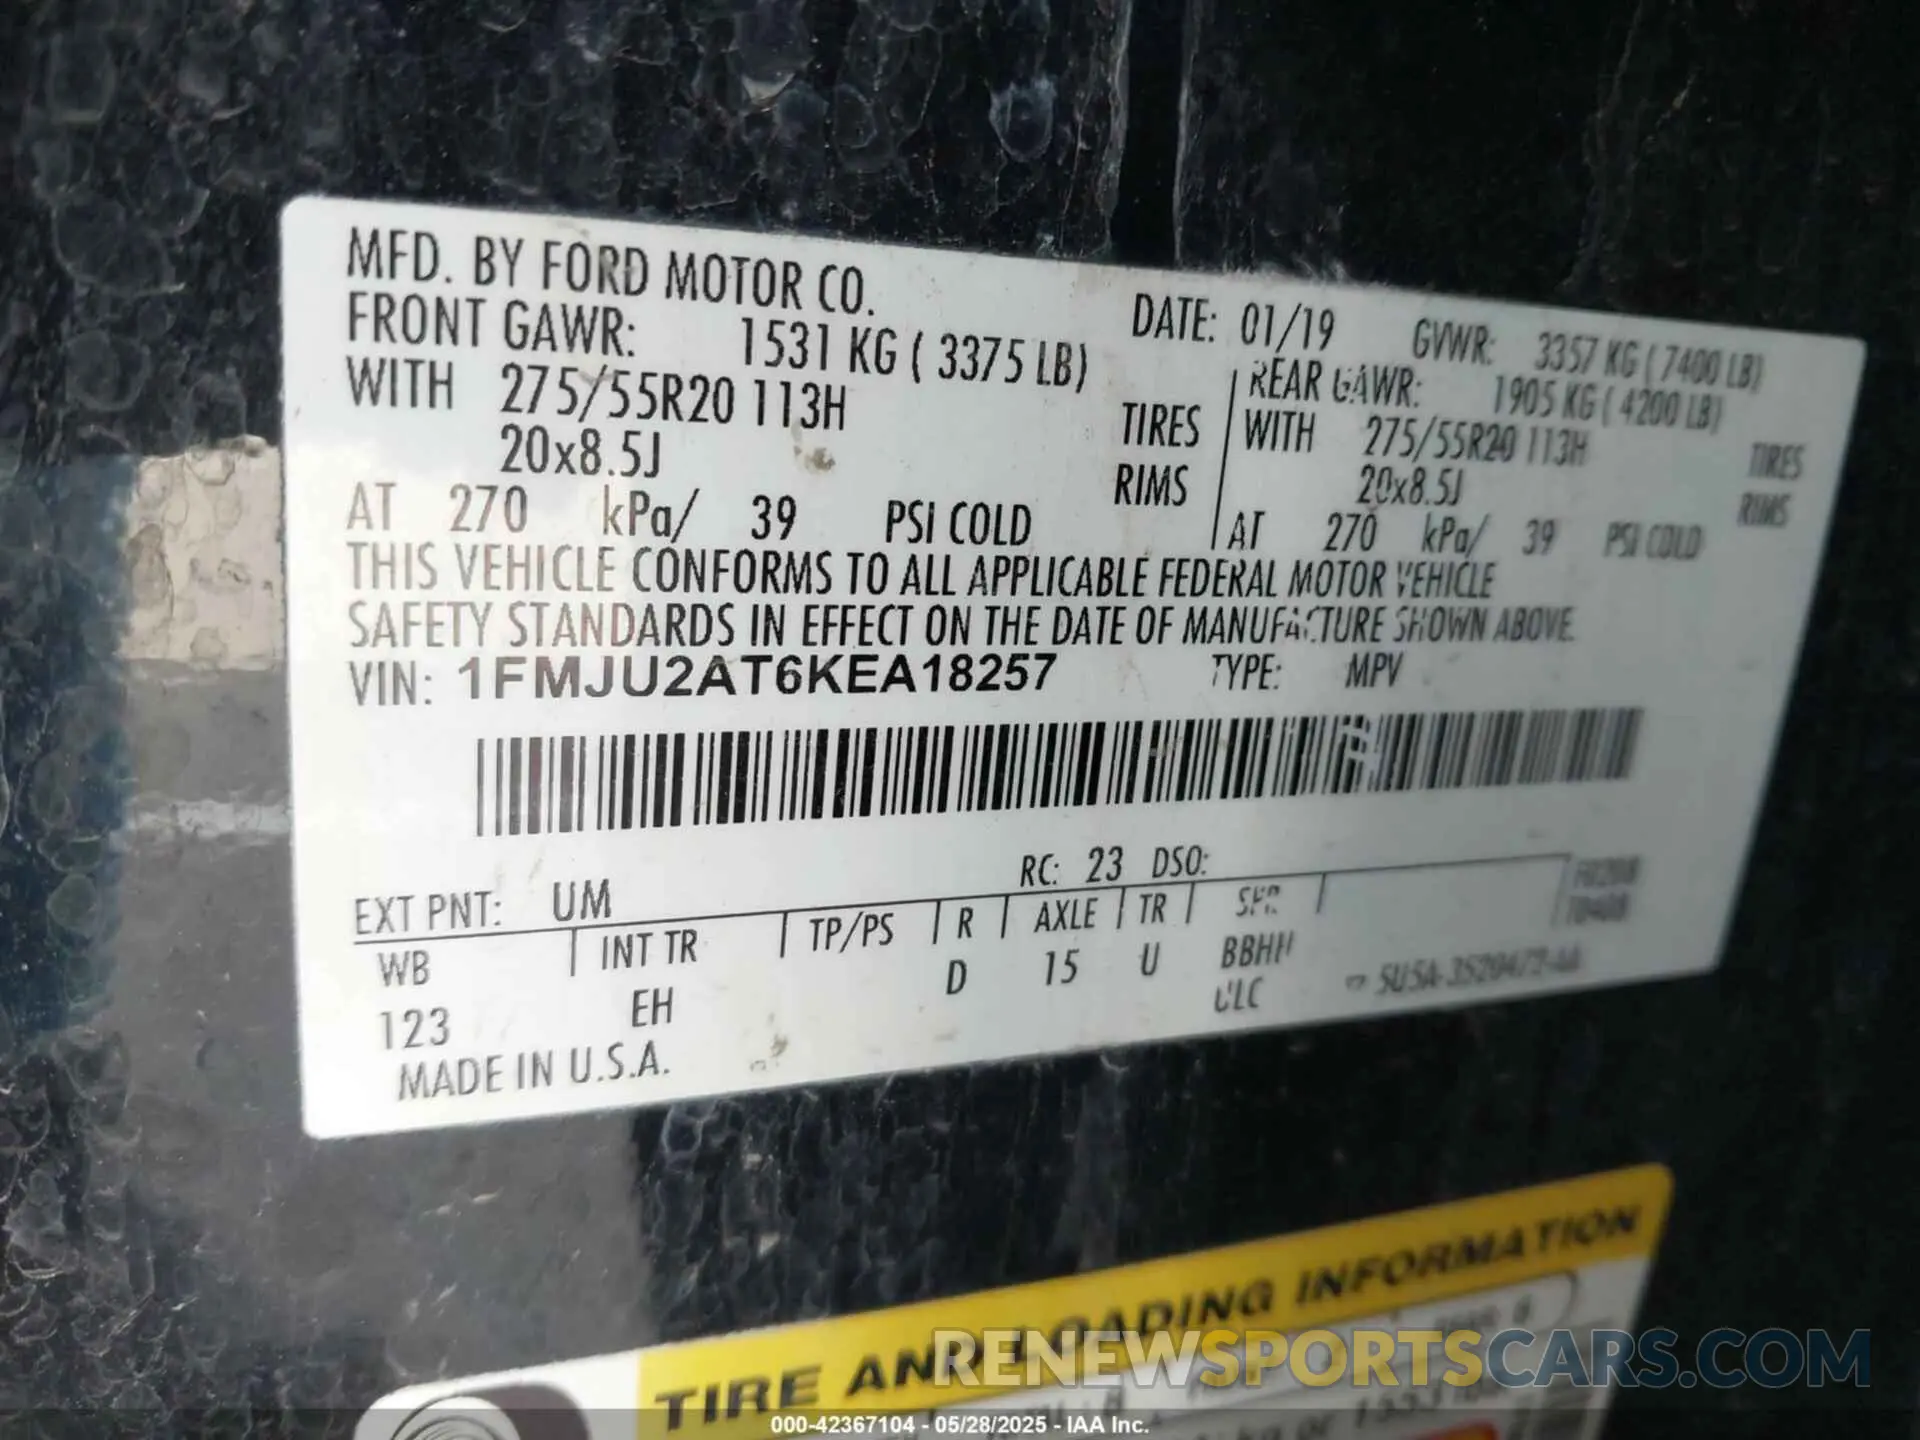 MFD. BY FORD MOTOR CO.
DATE: 01/19 GVWR: 3357 KG ( 7400 LB)
FRONT GAWR: 1531 KG ( 3375 LB)
REAR GAWR: 1905 KG ( 4200 LB)
WITH 275/55R20 113H TIRES
WITH 275/55R20 113H TIRES
20x8.5J RIMS
20x8.5J RIMS
AT 270 kPa/ 39 PSI COLD
AT 270 kPa/ 39 PSI COLD
THIS VEHICLE CONFORMS TO ALL APPLICABLE FEDERAL MOTOR VEHICLE
SAFETY STANDARDS IN EFFECT ON THE DATE OF MANUFACTURE SHOWN ABOVE
VIN: 1FMJU2AT6KEA18257 TYPE: MPV
EXT PNT: UM RC: 23 DSO:
WB INT TR TP/PS R AXLE TR SPR
123 EH D 15 U BBHH
MADE IN U.S.A.
TIRE AND LOADING INFORMATION
RENEWSPORTSCARS.COM
000-42367104 - 05/28/2025 - IAA Inc.